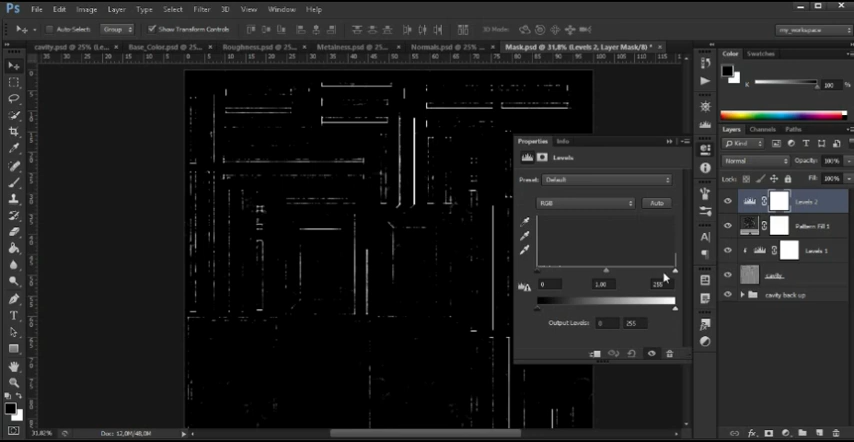 Ps File Edit Image Layer Type Select Filter 3D View Window Help
Auto-Select: Group Show Transform Controls 3D Mode: my_workspace
cavity.psd @ 25% (Le... Base_Color.psd @ 25... Roughness.psd @ 25... Metalness.psd @ 25... Normals.psd @ 25... Mask.psd @ 31,8% (Levels 2, Layer Mask/8) *
Color Swatches
K 100 %
Layers Channels Paths
Kind
Normal Opacity: 100%
Lock: Fill: 100%
Levels 2
Pattern Fill 1
Levels 1
cavity
cavity back up
Properties Info
Levels
Preset: Default
RGB Auto
0 1,00 255
Output Levels: 0 255
31,82% Doc: 12,0M/48,0M